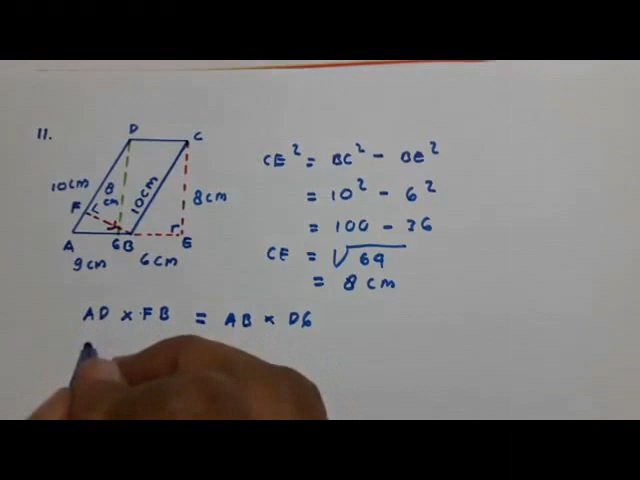 11.
D
C
10cm
8
cm
10cm
8cm
F
A
G B
E
9cm
6cm
CE² = BC² - BE²
= 10² - 6²
= 100 - 36
CE = √64
= 8 cm
AD × FB = AB × DG